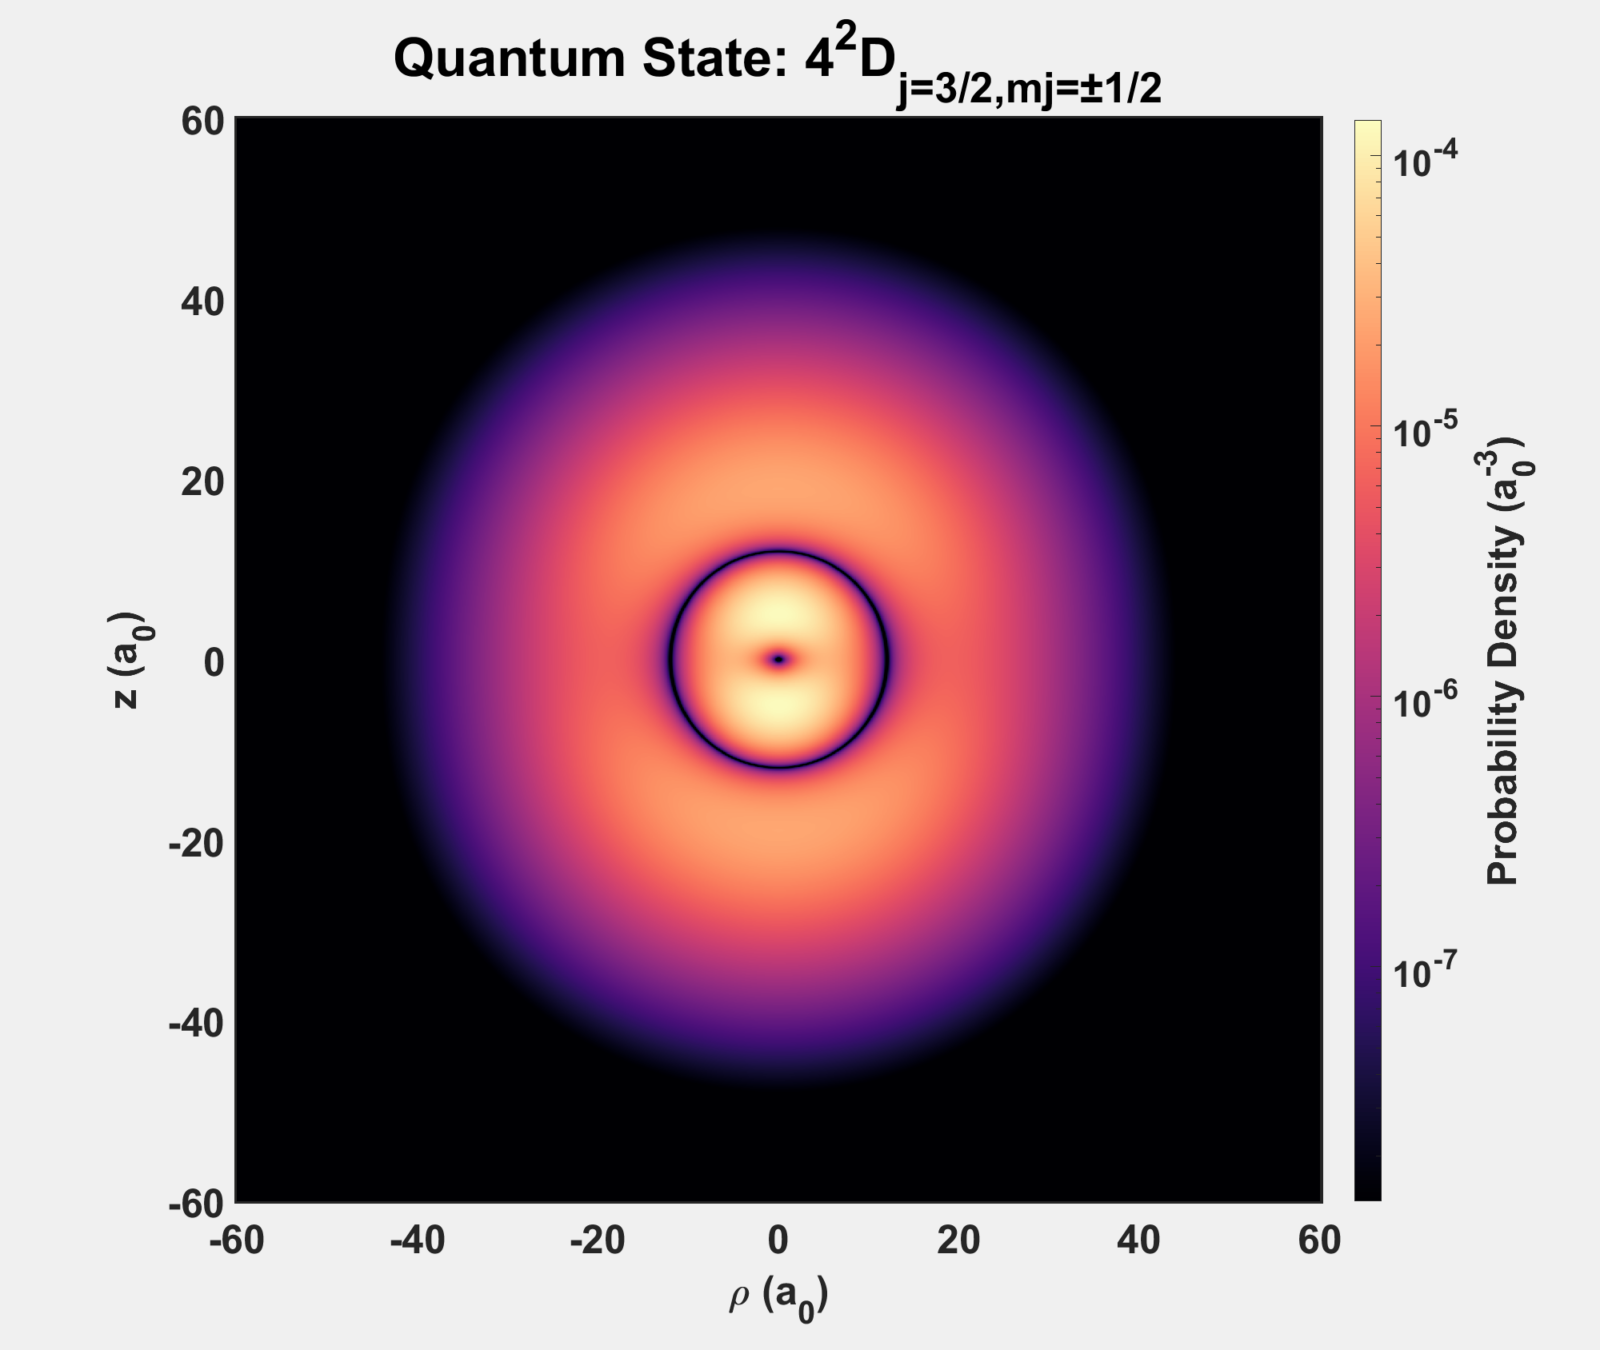 Quantum State: 4²D_j=3/2,mj=±1/2
60
40
20
0
-20
-40
-60
z (a₀)
-60 -40 -20 0 20 40 60
ρ (a₀)
10⁻⁴
10⁻⁵
10⁻⁶
10⁻⁷
Probability Density (a₀⁻³)